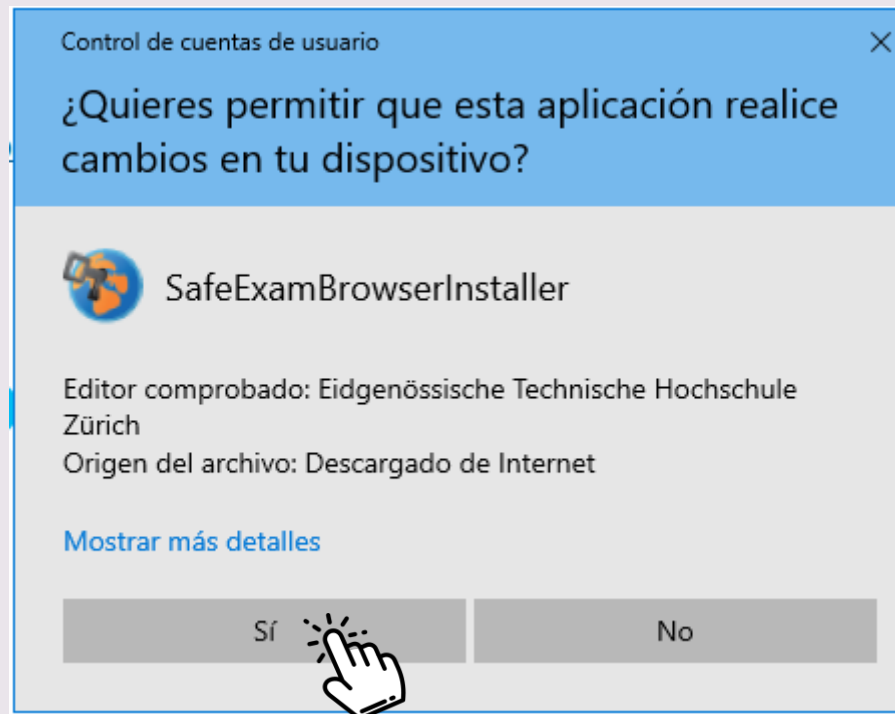 Control de cuentas de usuario
¿Quieres permitir que esta aplicación realice
cambios en tu dispositivo?
SafeExamBrowserInstaller
Editor comprobado: Eidgenössische Technische Hochschule
Zürich
Origen del archivo: Descargado de Internet
Mostrar más detalles
Sí
No